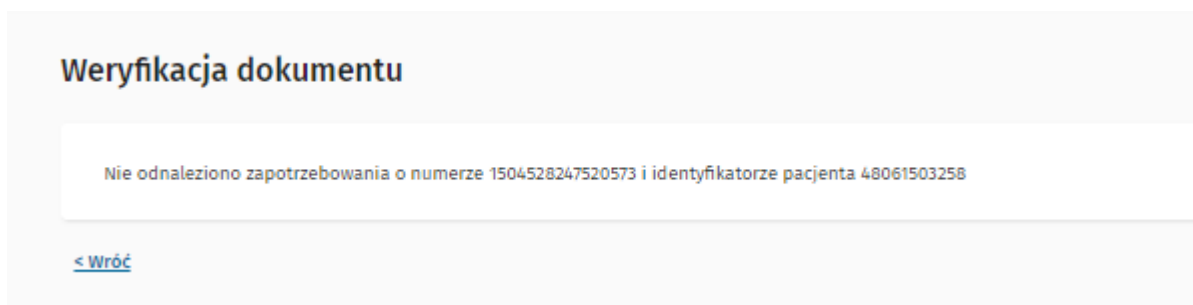 Weryfikacja dokumentu
Nie odnaleziono zapotrzebowania o numerze 1504528247520573 i identyfikatorze pacjenta 48061503258
< Wróć